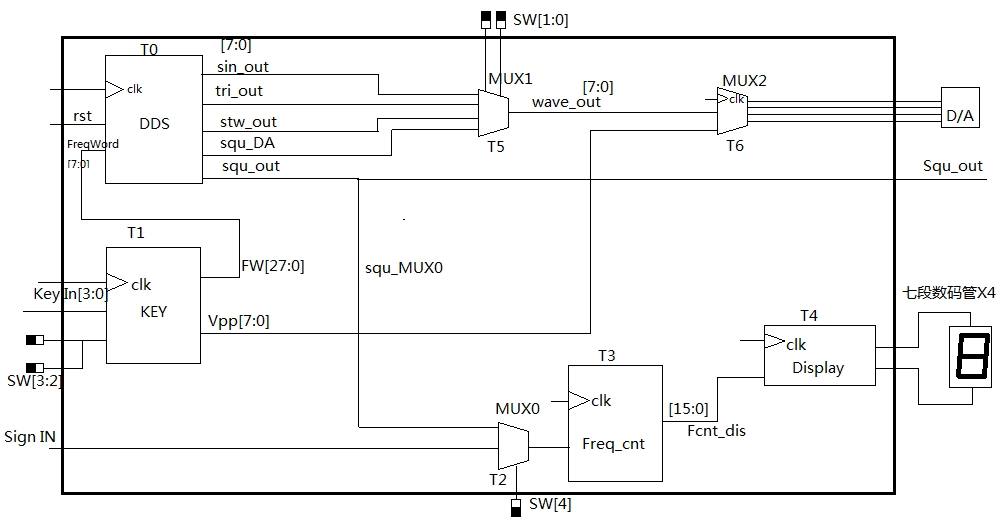 SW[1:0]
T0
[7:0]
sin_out
tri_out
stw_out
squ_DA
squ_out
clk
rst
DDS
FreqWord
[7:0]
MUX1
T5
[7:0]
wave_out
MUX2
clk
T6
D/A
Squ_out
T1
FW[27:0]
clk
Key In[3:0]
KEY
Vpp[7:0]
SW[3:2]
squ_MUX0
七段数码管X4
T4
clk
Display
T3
clk
Freq_cnt
[15:0]
Fcnt_dis
MUX0
Sign IN
T2
SW[4]